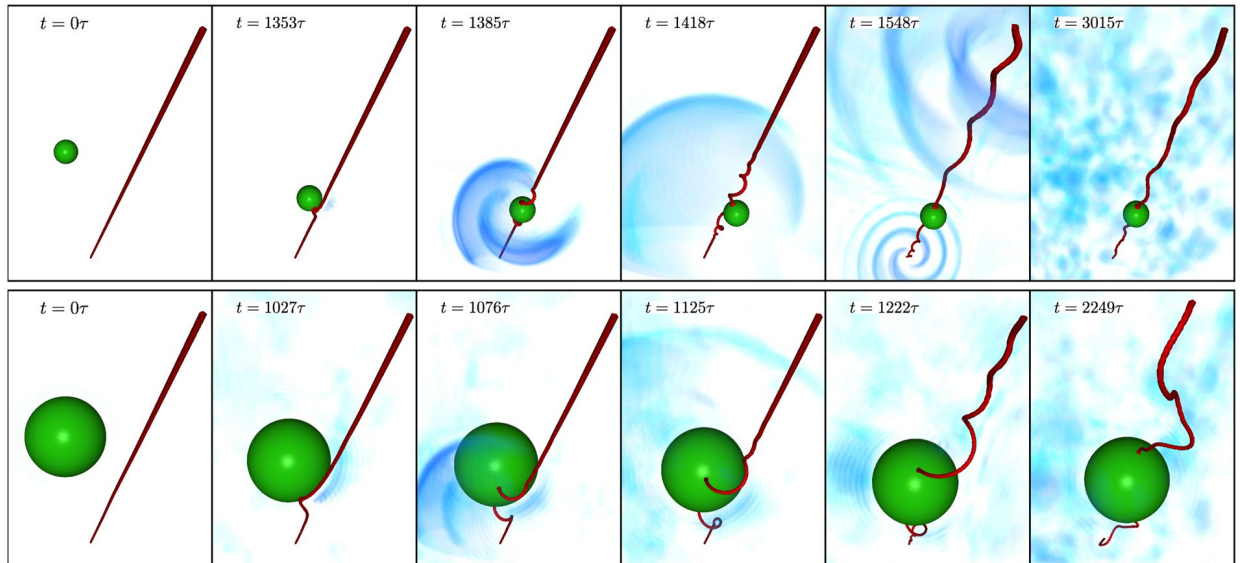 t = 0τ
t = 1353τ
t = 1385τ
t = 1418τ
t = 1548τ
t = 3015τ
t = 0τ
t = 1027τ
t = 1076τ
t = 1125τ
t = 1222τ
t = 2249τ